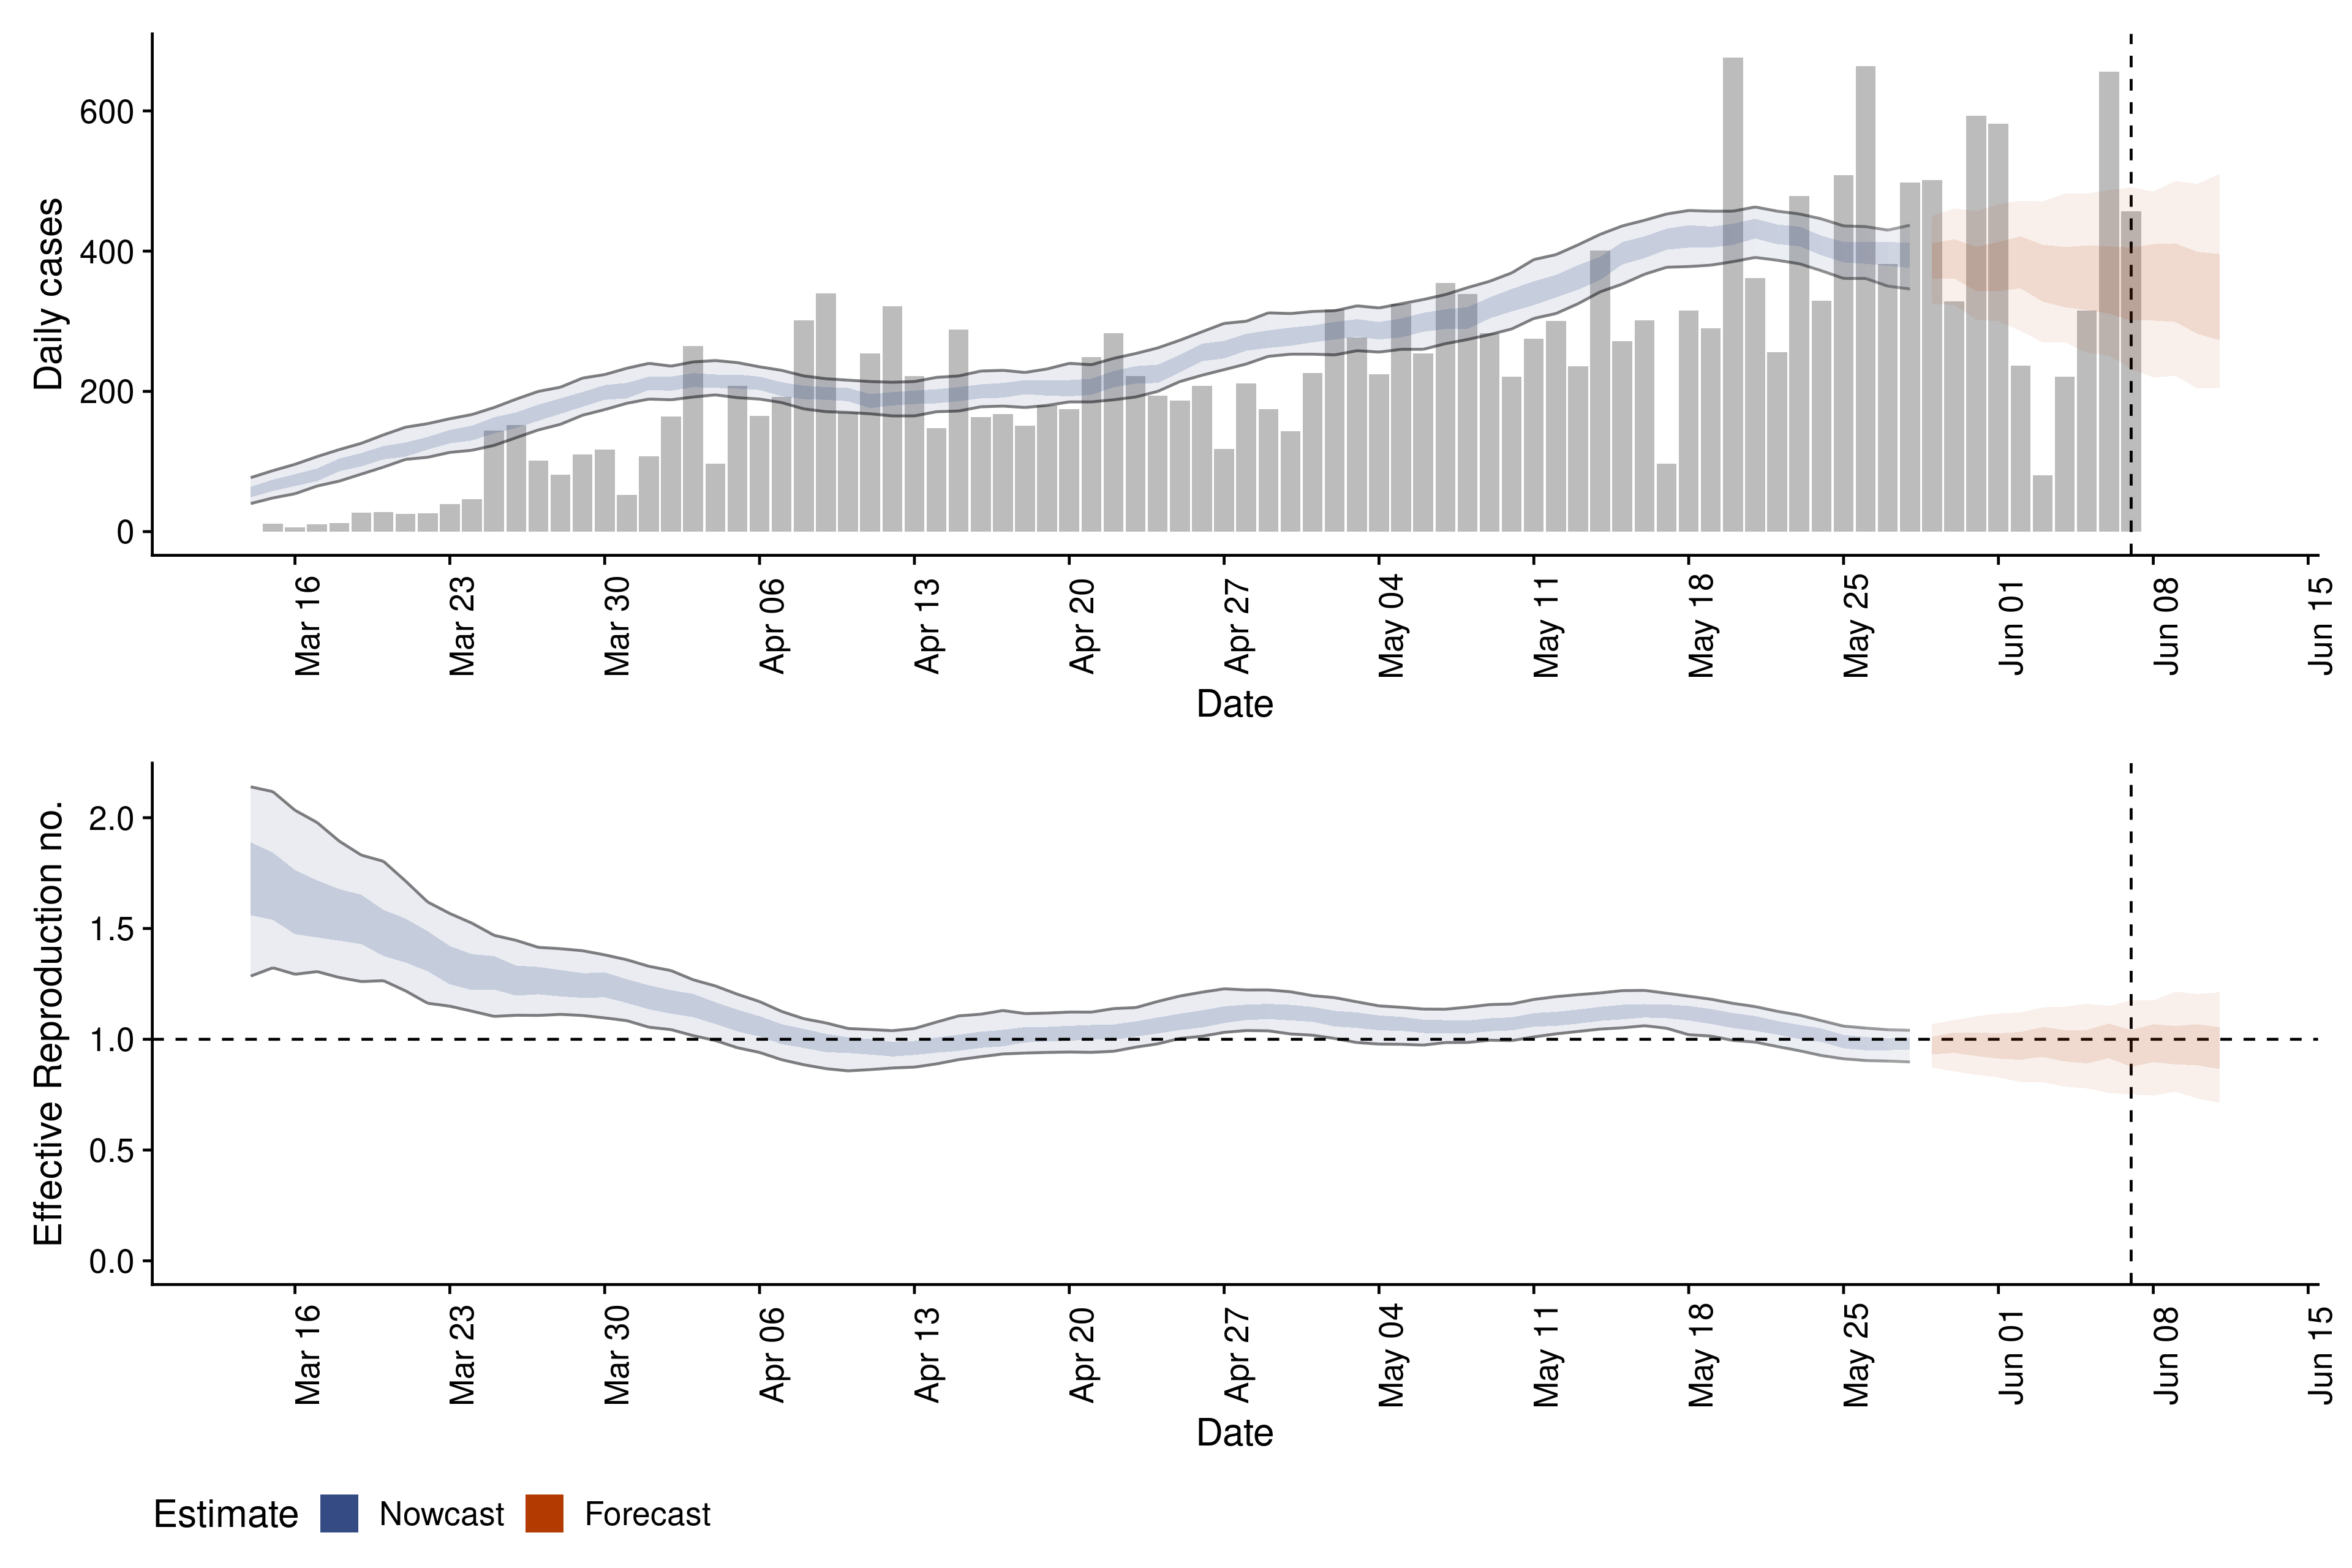 Daily cases
600
400
200
0
Mar 16
Mar 23
Mar 30
Apr 06
Apr 13
Apr 20
Apr 27
May 04
May 11
May 18
May 25
Jun 01
Jun 08
Jun 15
Date
Effective Reproduction no.
2.0
1.5
1.0
0.5
0.0
Mar 16
Mar 23
Mar 30
Apr 06
Apr 13
Apr 20
Apr 27
May 04
May 11
May 18
May 25
Jun 01
Jun 08
Jun 15
Date
Estimate Nowcast Forecast